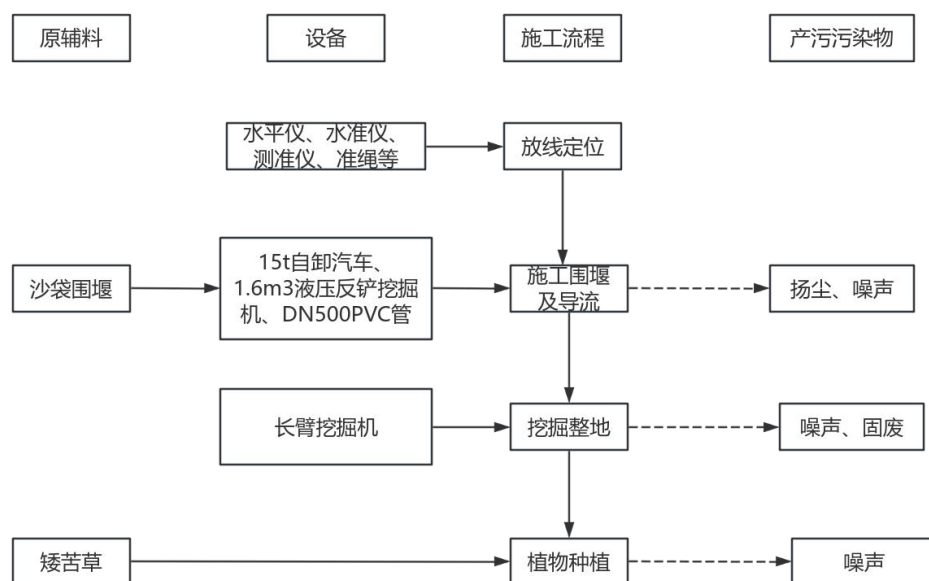 原辅料
设备
施工流程
产污污染物
水平仪、水准仪、
测准仪、准绳等
放线定位
沙袋围堰
15t自卸汽车、
1.6m3液压反铲挖掘
机、DN500PVC管
施工围堰
及导流
扬尘、噪声
长臂挖掘机
挖掘整地
噪声、固废
矮苦草
植物种植
噪声